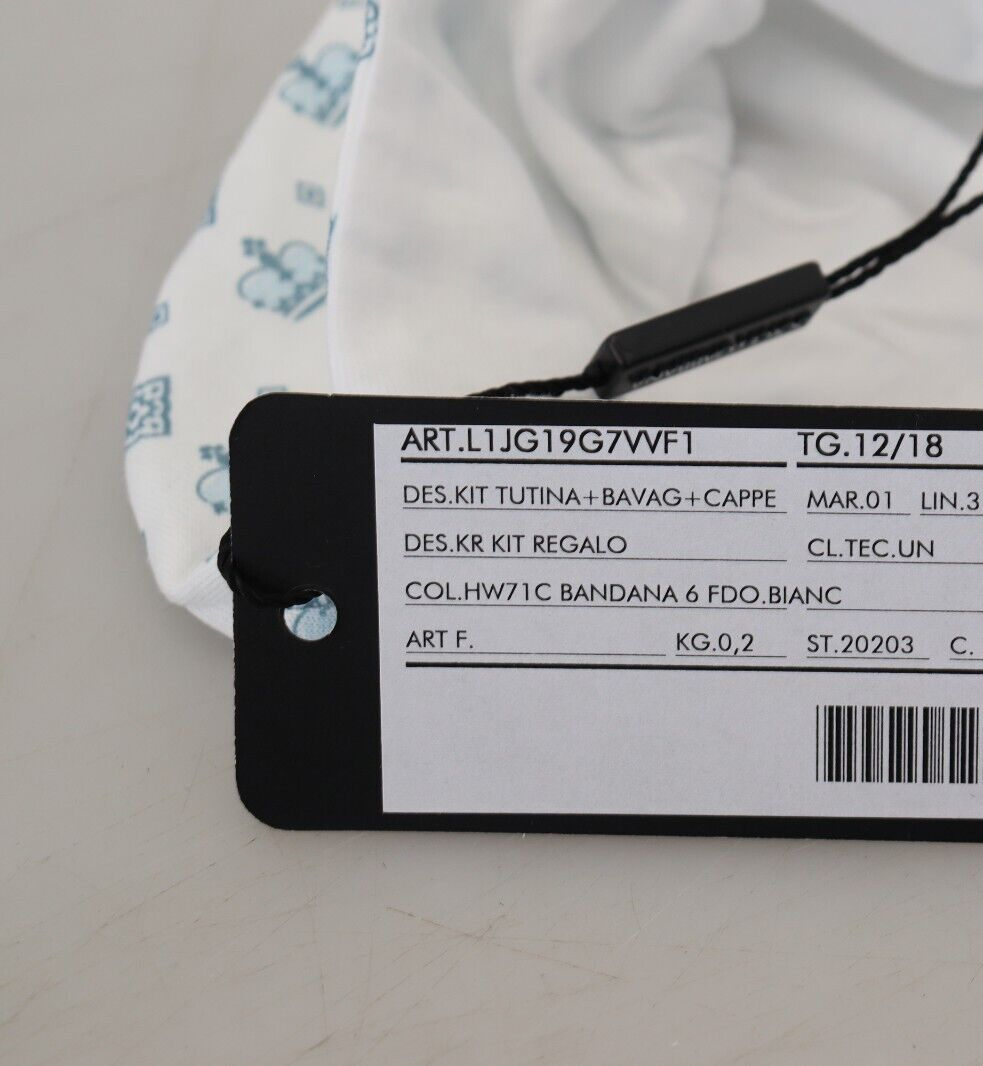 ART.L1JG19G7VVF1 TG.12/18
DES.KIT TUTINA+BAVAG+CAPPE MAR.01 LIN.3
DES.KR KIT REGALO CL.TEC.UN
COL.HW71C BANDANA 6 FDO.BIANC
ART F. KG.0,2 ST.20203 C.